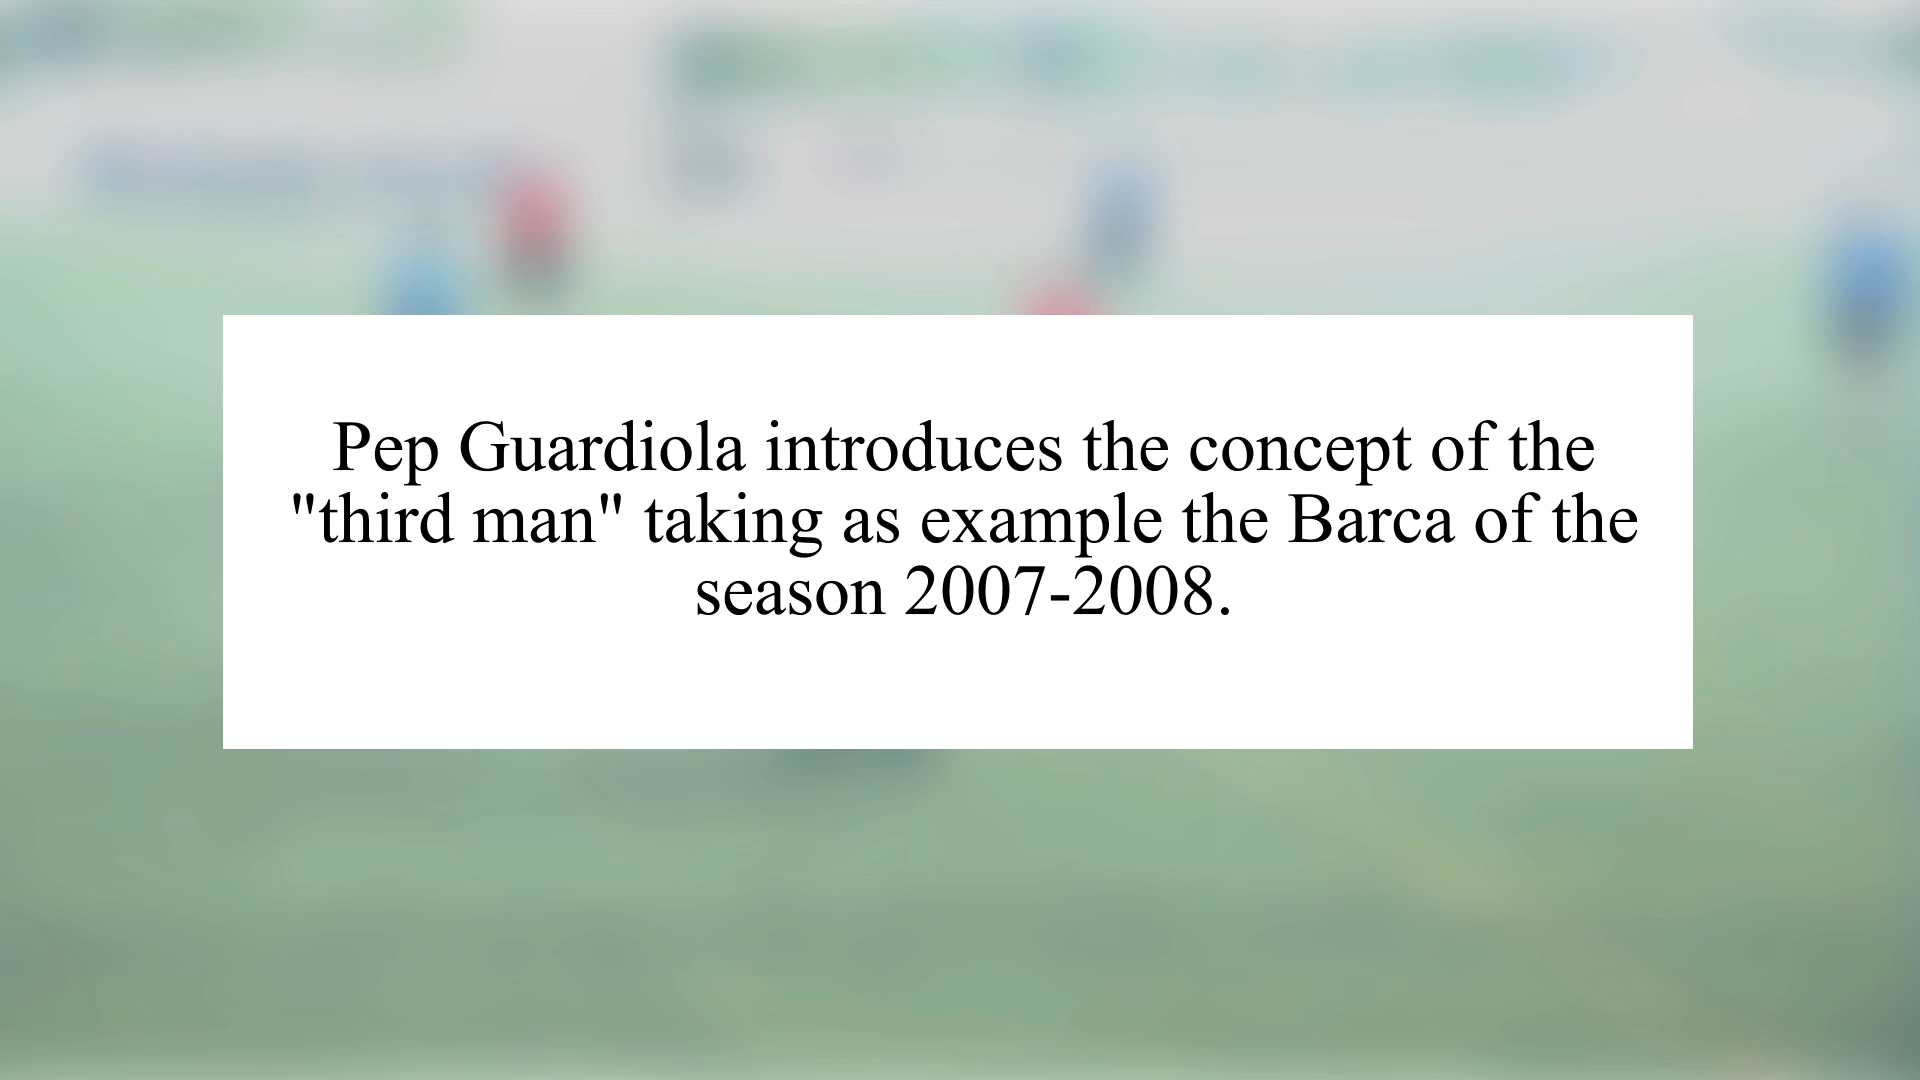 Pep Guardiola introduces the concept of the
"third man" taking as example the Barca of the
season 2007-2008.